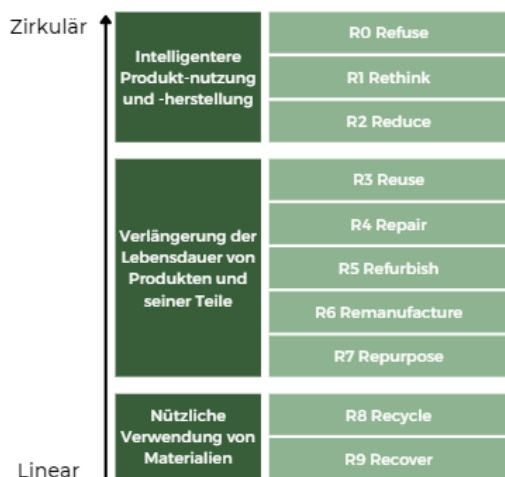 Zirkulär
Intelligentere
Produkt-nutzung
und -herstellung
R0 Refuse
R1 Rethink
R2 Reduce
Verlängerung der
Lebensdauer von
Produkten und
seiner Teile
R3 Reuse
R4 Repair
R5 Refurbish
R6 Remanufacture
R7 Repurpose
Nützliche
Verwendung von
Materialien
R8 Recycle
R9 Recover
Linear